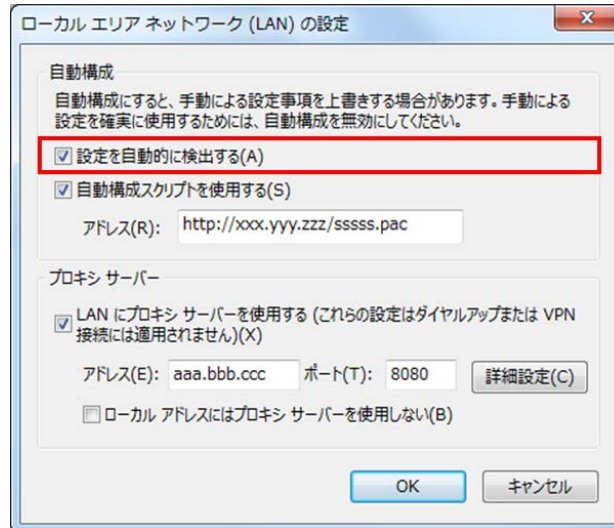 ローカル エリア ネットワーク (LAN) の設定
自動構成
自動構成にすると、手動による設定事項を上書きする場合があります。手動による
設定を確実に使用するためには、自動構成を無効にしてください。
設定を自動的に検出する(A)
自動構成スクリプトを使用する(S)
アドレス(R): http://xxx.yyy.zzz/sssss.pac
プロキシ サーバー
LAN にプロキシ サーバーを使用する (これらの設定はダイヤルアップまたは VPN
接続には適用されません)(X)
アドレス(E): aaa.bbb.ccc ポート(T): 8080 詳細設定(C)
ローカル アドレスにはプロキシ サーバーを使用しない(B)
OK キャンセル